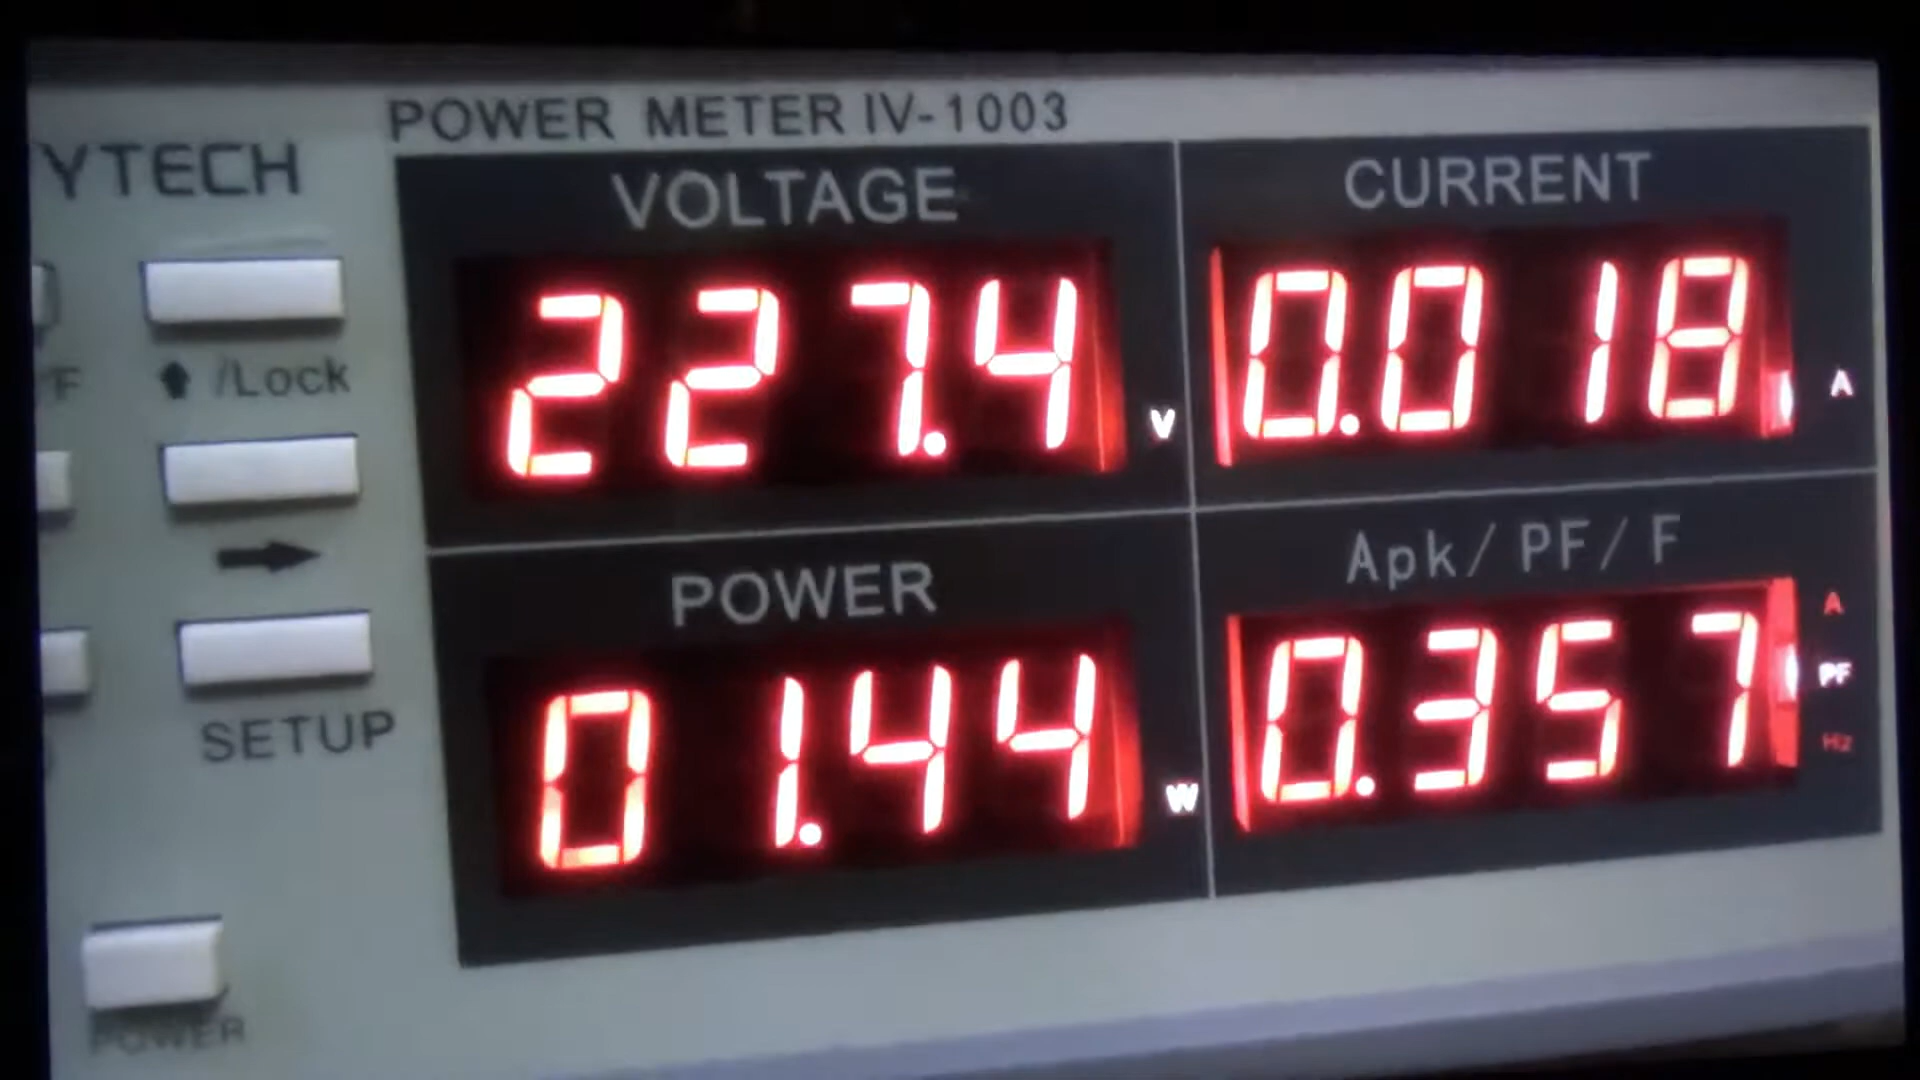 POWER METER IV-1003
YTECH
VOLTAGE
CURRENT
227.4 V
0.018 A
/Lock
Apk/ PF/ F
POWER
A
01.44 W
0.357 PF
Hz
SETUP
POWER